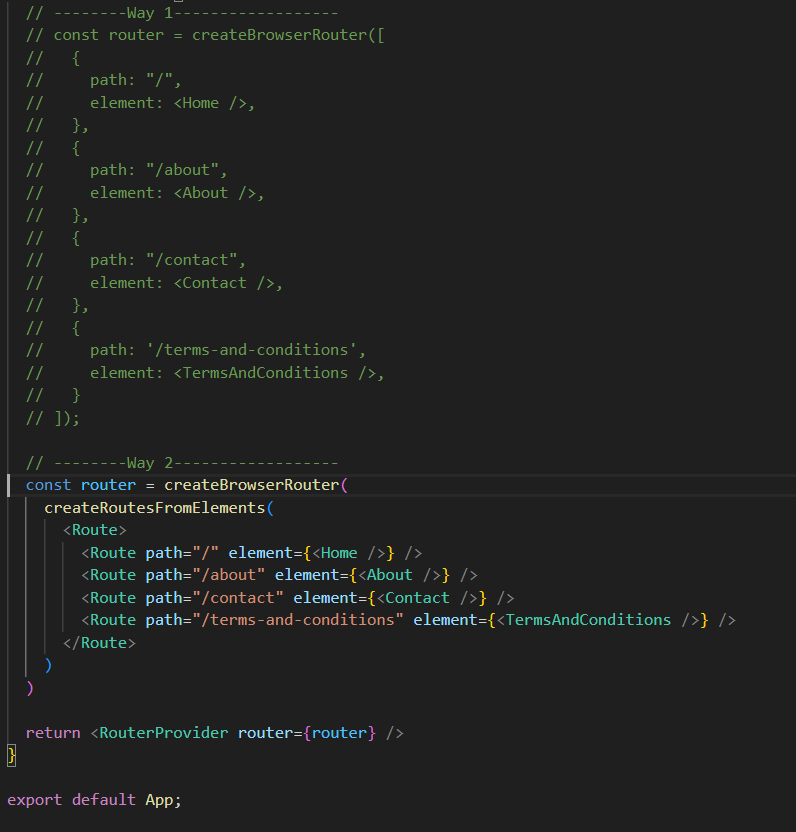 // --------Way 1------------------
// const router = createBrowserRouter([
//   {
//     path: "/",
//     element: <Home />,
//   },
//   {
//     path: "/about",
//     element: <About />,
//   },
//   {
//     path: "/contact",
//     element: <Contact />,
//   },
//   {
//     path: '/terms-and-conditions',
//     element: <TermsAndConditions />,
//   }
// ]);
// --------Way 2------------------
const router = createBrowserRouter(
  createRoutesFromElements(
    <Route>
      <Route path="/" element={<Home />} />
      <Route path="/about" element={<About />} />
      <Route path="/contact" element={<Contact />} />
      <Route path="/terms-and-conditions" element={<TermsAndConditions />} />
    </Route>
  )
)
return <RouterProvider router={router} />
}
export default App;